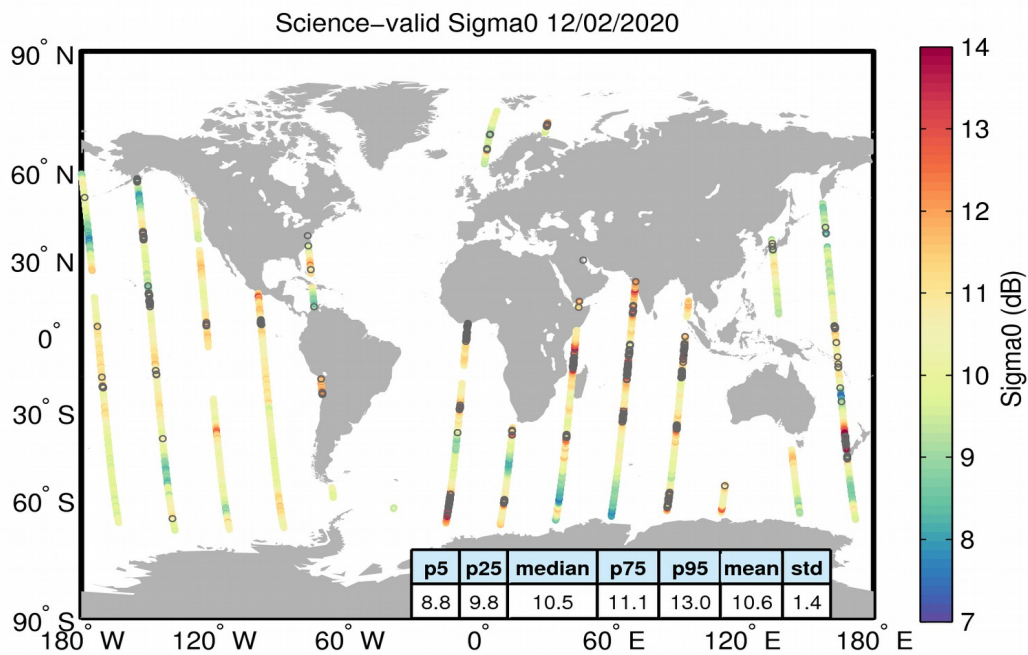 Science−valid Sigma0 12/02/2020
90° N
60° N
30° N
0°
30° S
60° S
90° S
180° W
120° W
60° W
0°
60° E
120° E
180° E
14
13
12
11
10
9
8
7
Sigma0 (dB)
p5 p25 median p75 p95 mean std
8.8 9.8 10.5 11.1 13.0 10.6 1.4